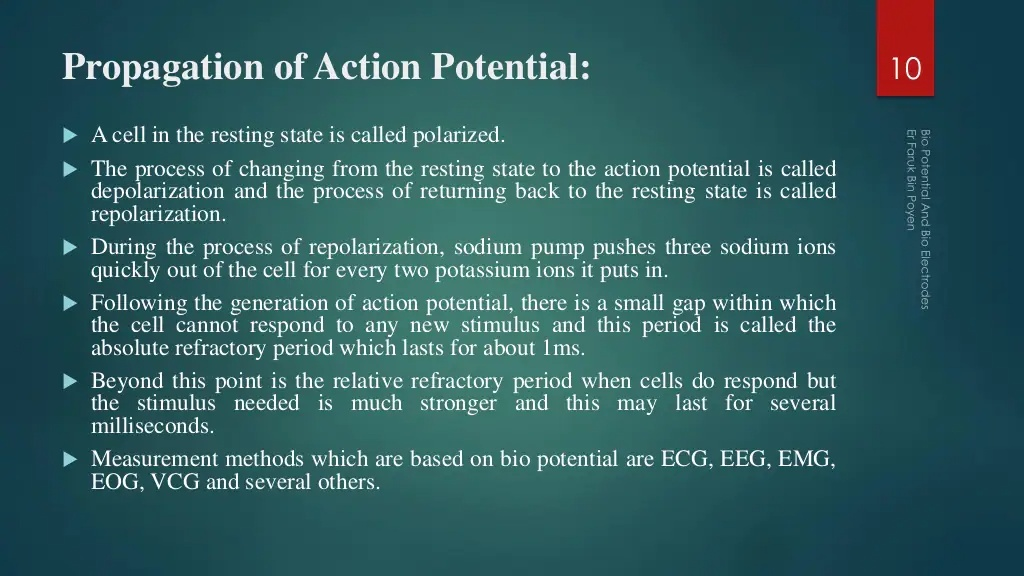 Propagation of Action Potential:
10
A cell in the resting state is called polarized.
The process of changing from the resting state to the action potential is called
depolarization and the process of returning back to the resting state is called
repolarization.
During the process of repolarization, sodium pump pushes three sodium ions
quickly out of the cell for every two potassium ions it puts in.
Following the generation of action potential, there is a small gap within which
the cell cannot respond to any new stimulus and this period is called the
absolute refractory period which lasts for about 1ms.
Beyond this point is the relative refractory period when cells do respond but
the stimulus needed is much stronger and this may last for several
milliseconds.
Measurement methods which are based on bio potential are ECG, EEG, EMG,
EOG, VCG and several others.
Bio Potential And Bio Electrodes
Er Faruk Bin Poyen